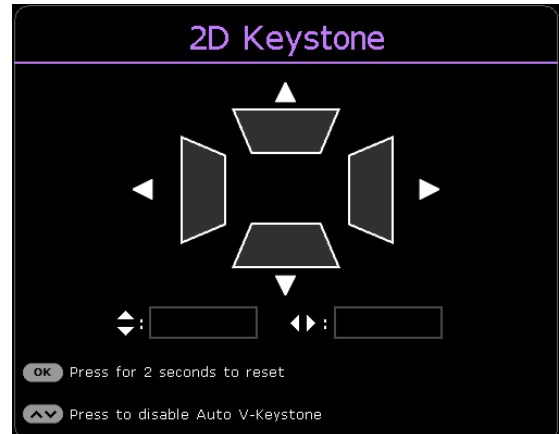 2D Keystone
:
:
OK Press for 2 seconds to reset
Press to disable Auto V-Keystone